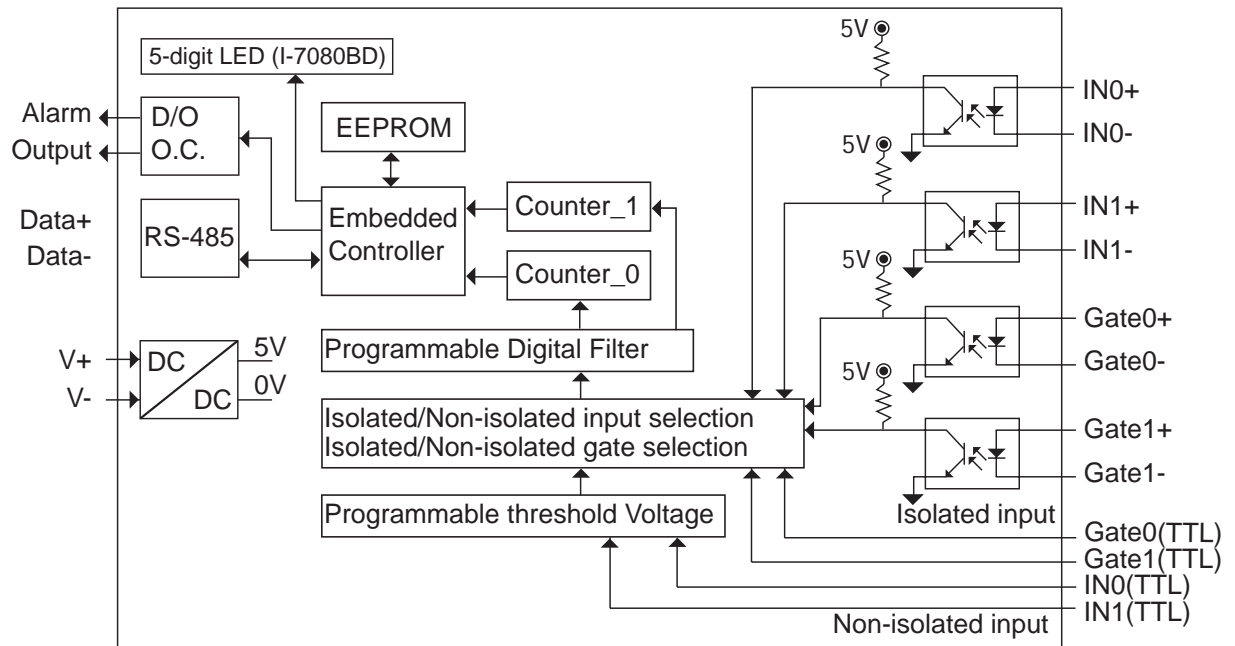 5V
5-digit LED (I-7080BD)
IN0+
IN0-
Alarm
Output
D/O
O.C.
EEPROM
5V
Data+
Data-
RS-485
Embedded
Controller
Counter_1
Counter_0
IN1+
IN1-
5V
V+
V-
DC
DC
5V
0V
Programmable Digital Filter
Gate0+
Gate0-
5V
Isolated/Non-isolated input selection
Isolated/Non-isolated gate selection
Gate1+
Gate1-
Programmable threshold Voltage
Isolated input
Gate0(TTL)
Gate1(TTL)
IN0(TTL)
IN1(TTL)
Non-isolated input